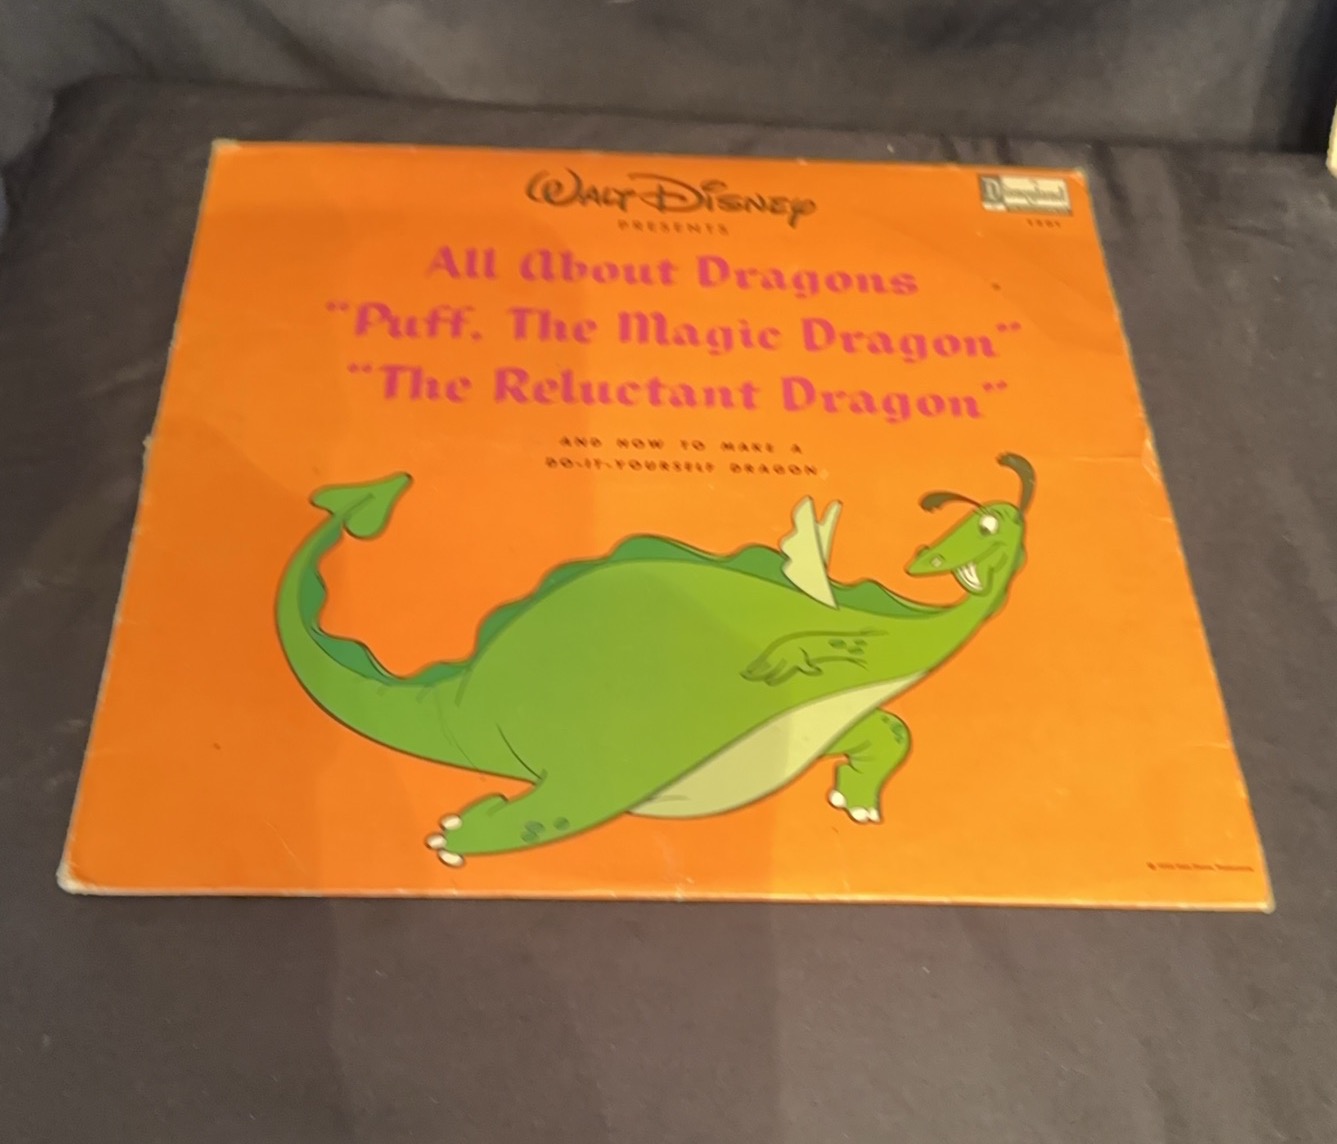 WALT DISNEY
Disneyland
PRESENTS
All About Dragons
"Puff, The Magic Dragon"
"The Reluctant Dragon"
AND HOW TO MAKE A
DO-IT-YOURSELF DRAGON